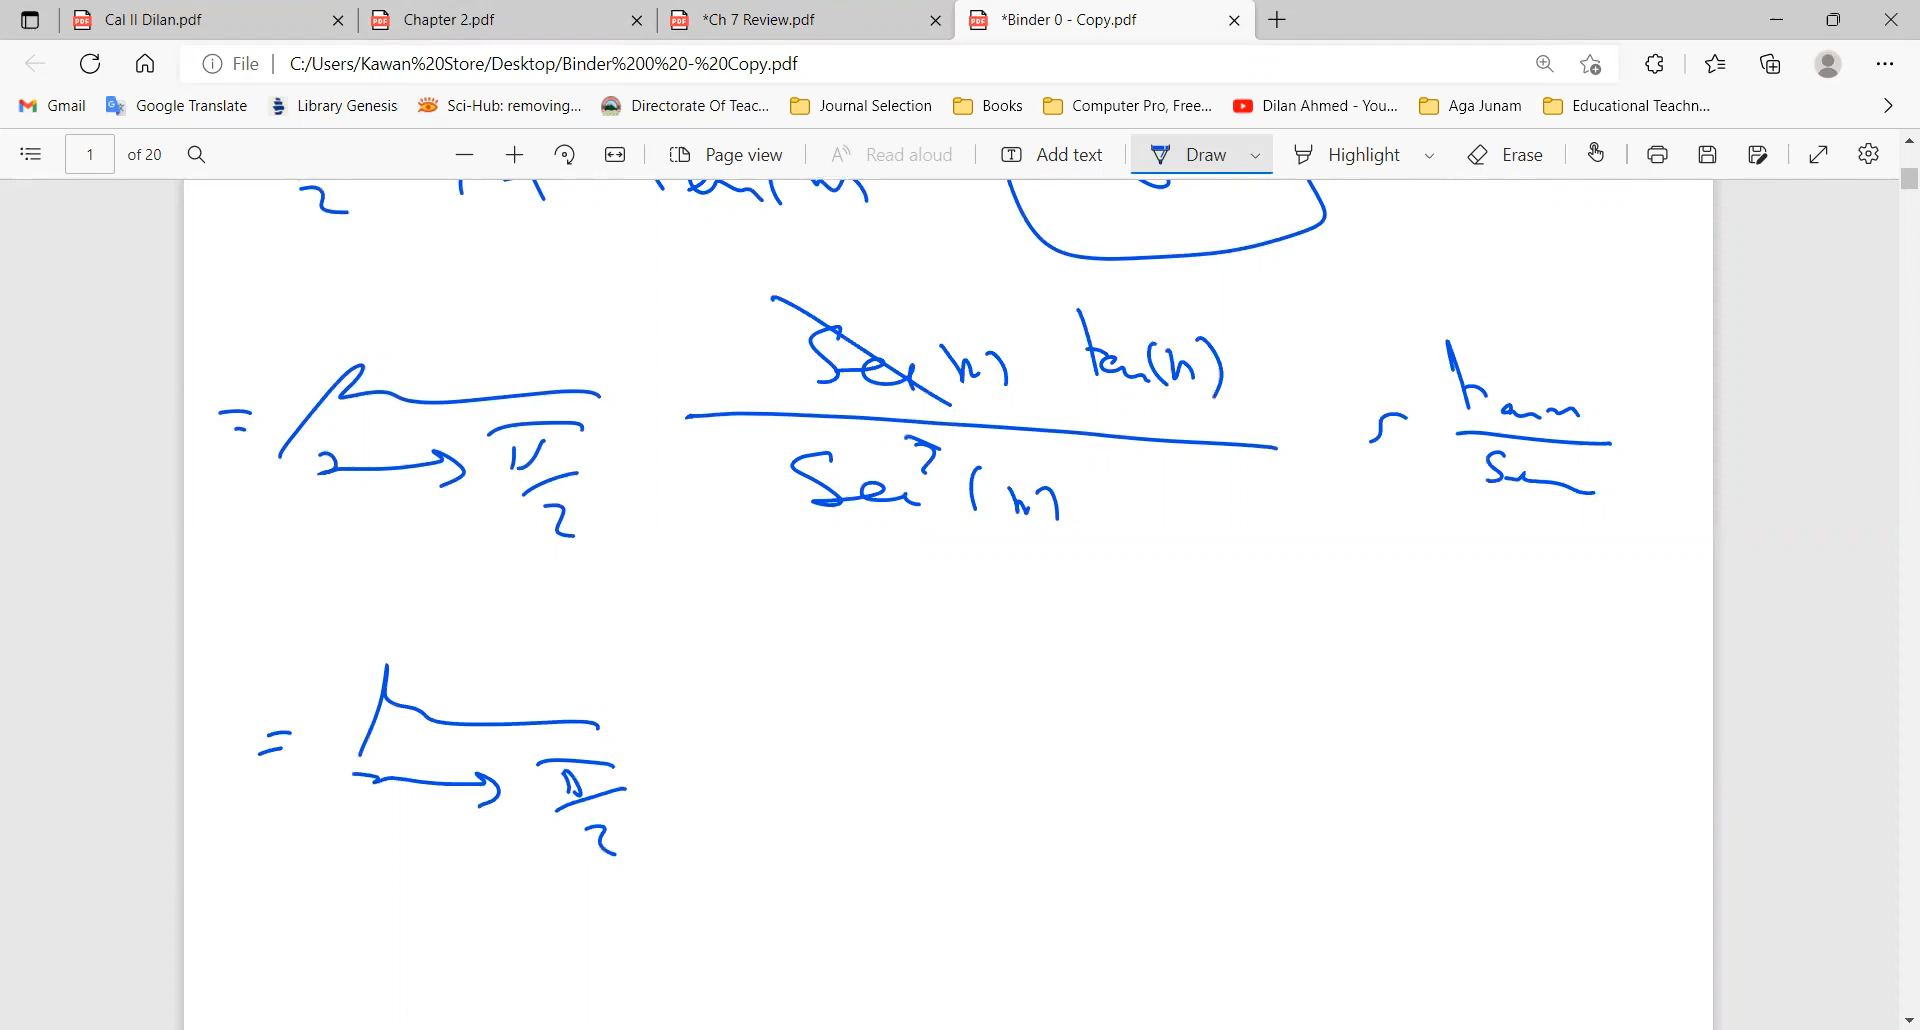 Cal II Dilan.pdf
Chapter 2.pdf
*Ch 7 Review.pdf
*Binder 0 - Copy.pdf
File
C:/Users/Kawan%20Store/Desktop/Binder%200%20-%20Copy.pdf
Gmail
Google Translate
Library Genesis
Sci-Hub: removing...
Directorate Of Teac...
Journal Selection
Books
Computer Pro, Free...
Dilan Ahmed - You...
Aga Junam
Educational Teachn...
1 of 20
Page view
Read aloud
Add text
Draw
Highlight
Erase
2
Sec(x) tan(x)
= π/2
Sec² (x)
= π/2